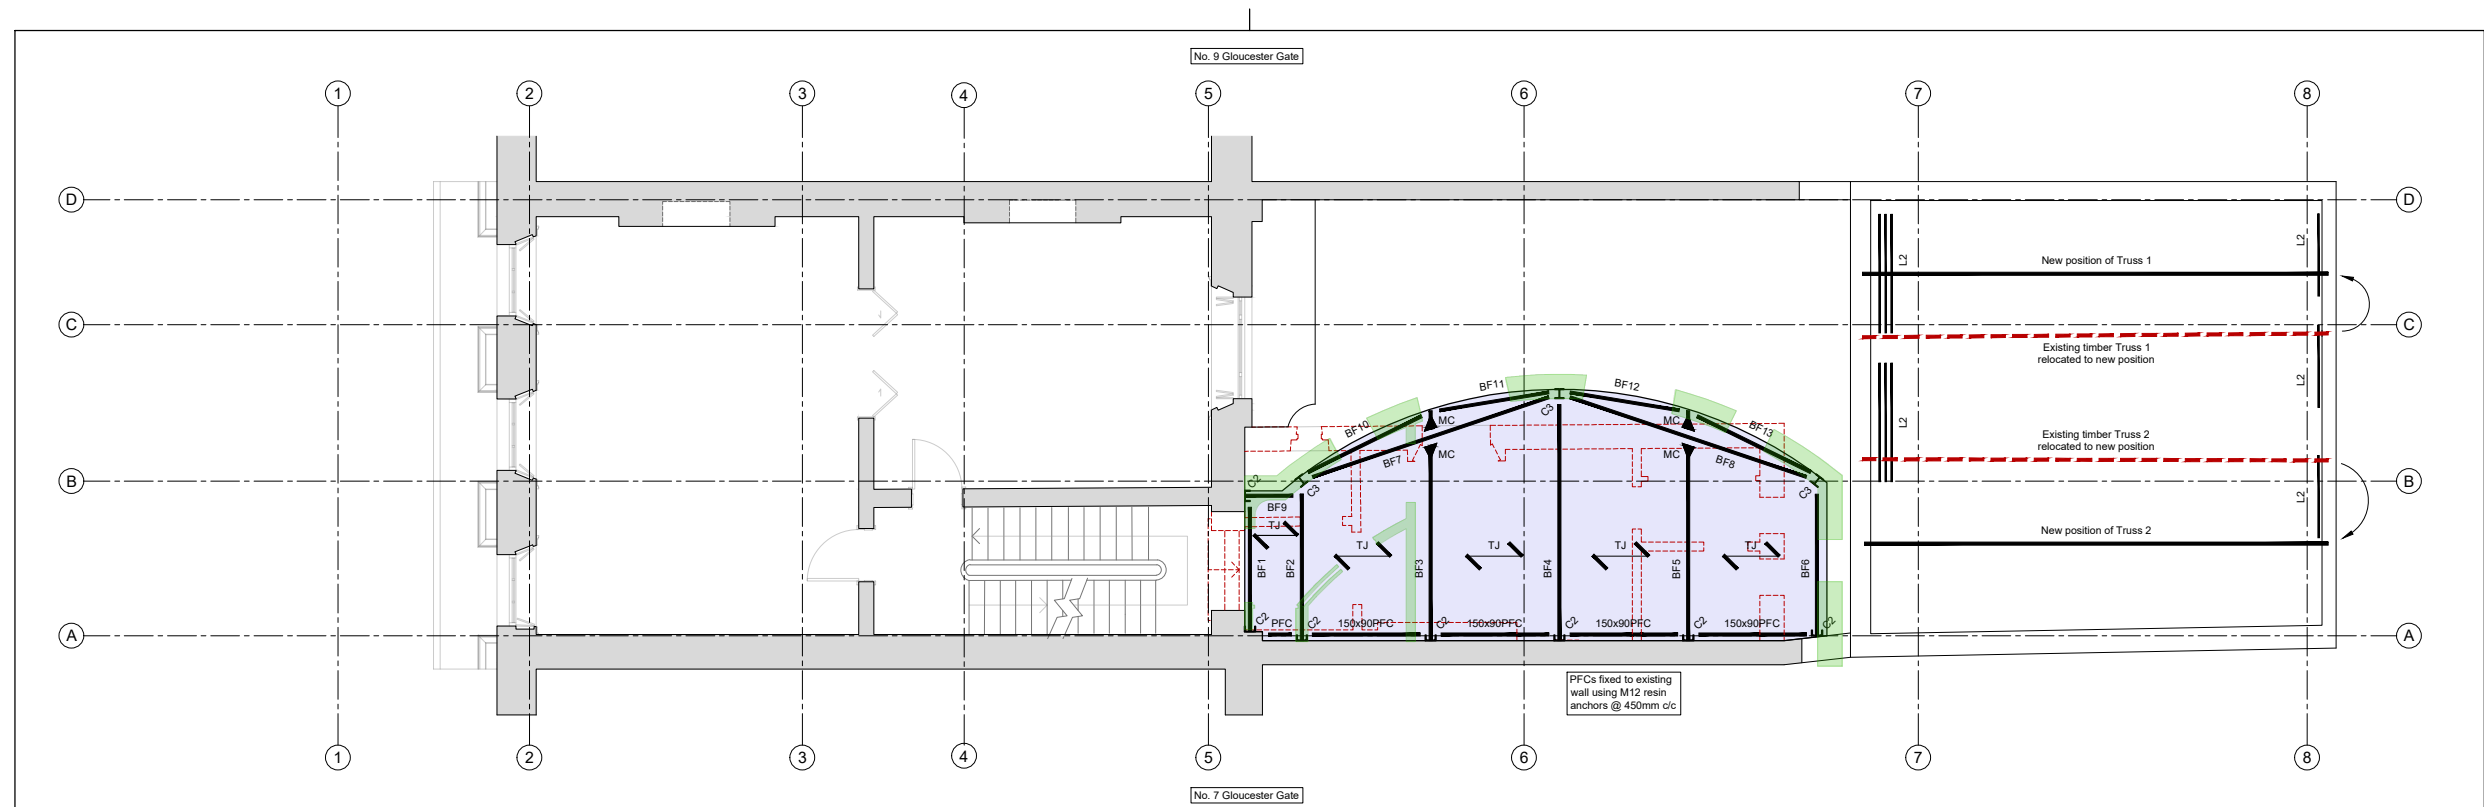 No. 9 Gloucester Gate
1
2
3
4
5
6
7
8
D
D
L2
L2
New position of Truss 1
C
C
Existing timber Truss 1
relocated to new position
L2
BF11
BF12
C3
MC
MC
BF10
BF13
L2
Existing timber Truss 2
relocated to new position
MC
MC
BF7
BF8
B
B
C2
C3
C3
L2
BF9
TJ
TJ
TJ
TJ
TJ
New position of Truss 2
BF1
BF2
BF3
BF4
BF5
BF6
A
A
C2
PFC
C2
150x90PFC
C2
150x90PFC
C2
150x90PFC
C2
150x90PFC
C2
PFCs fixed to existing
wall using M12 resin
anchors @ 450mm c/c
1
2
3
4
5
6
7
8
No. 7 Gloucester Gate